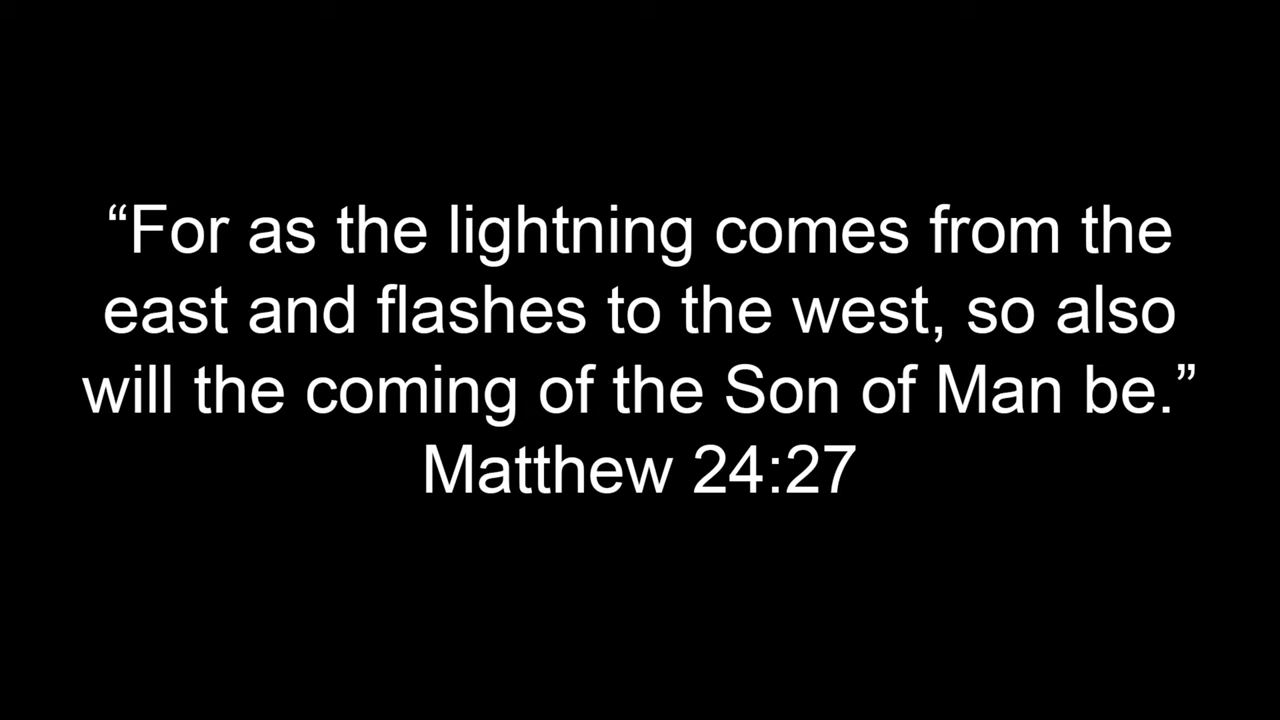 “For as the lightning comes from the
east and flashes to the west, so also
will the coming of the Son of Man be.”
Matthew 24:27